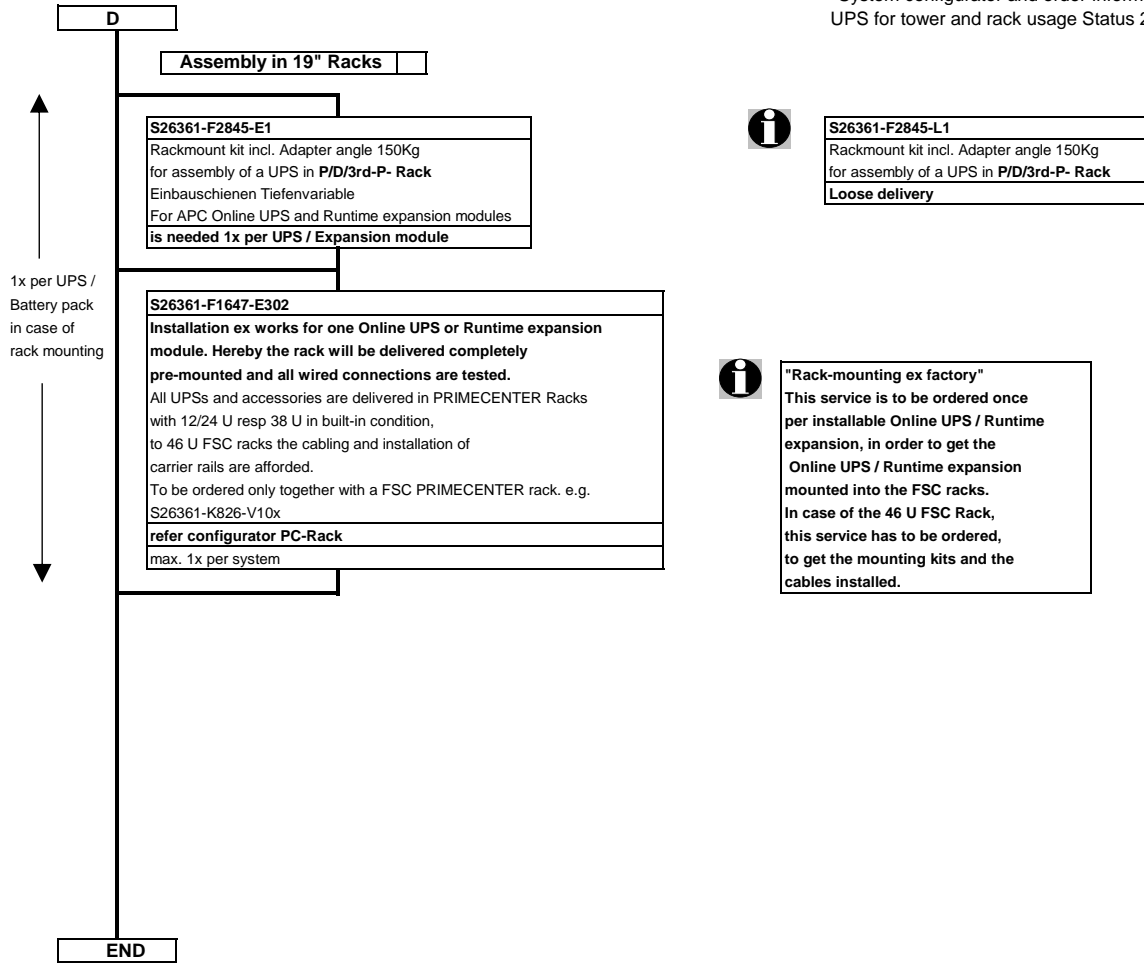 System configurator and order
UPS for tower and rack usage Status 2
D
Assembly in 19" Racks
S26361-F2845-E1
Rackmount kit incl. Adapter angle 150Kg
for assembly of a UPS in P/D/3rd-P- Rack
Einbauschienen Tiefenvariable
For APC Online UPS and Runtime expansion modules
is needed 1x per UPS / Expansion module
S26361-F2845-L1
Rackmount kit incl. Adapter angle 150Kg
for assembly of a UPS in P/D/3rd-P- Rack
Loose delivery
1x per UPS /
Battery pack
in case of
rack mounting
S26361-F1647-E302
Installation ex works for one Online UPS or Runtime expansion
module. Hereby the rack will be delivered completely
pre-mounted and all wired connections are tested.
All UPSs and accessories are delivered in PRIMECENTER Racks
with 12/24 U resp 38 U in built-in condition,
to 46 U FSC racks the cabling and installation of
carrier rails are afforded.
To be ordered only together with a FSC PRIMECENTER rack. e.g.
S26361-K826-V10x
refer configurator PC-Rack
max. 1x per system
"Rack-mounting ex factory"
This service is to be ordered once
per installable Online UPS / Runtime
expansion, in order to get the
Online UPS / Runtime expansion
mounted into the FSC racks.
In case of the 46 U FSC Rack,
this service has to be ordered,
to get the mounting kits and the
cables installed.
END